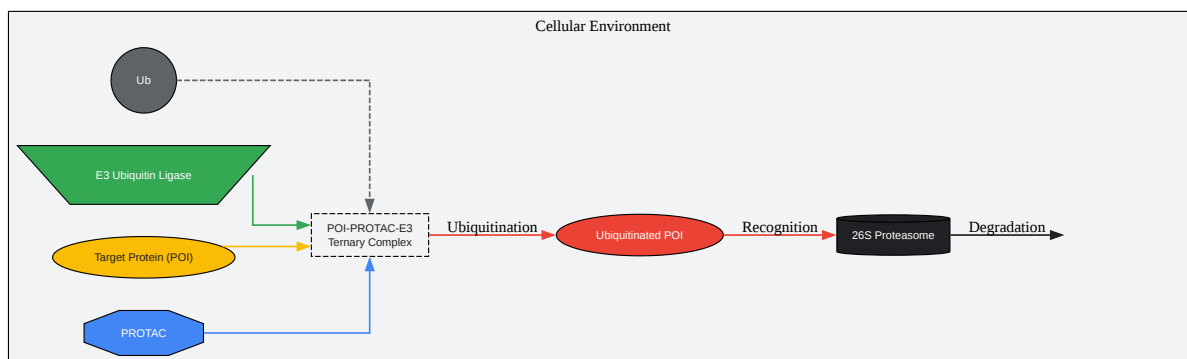 Cellular Environment
Ub
E3 Ubiquitin Ligase
Target Protein (POI)
PROTAC
POI-PROTAC-E3
Ternary Complex
Ubiquitination
Ubiquitinated POI
Recognition
26S Proteasome
Degradation